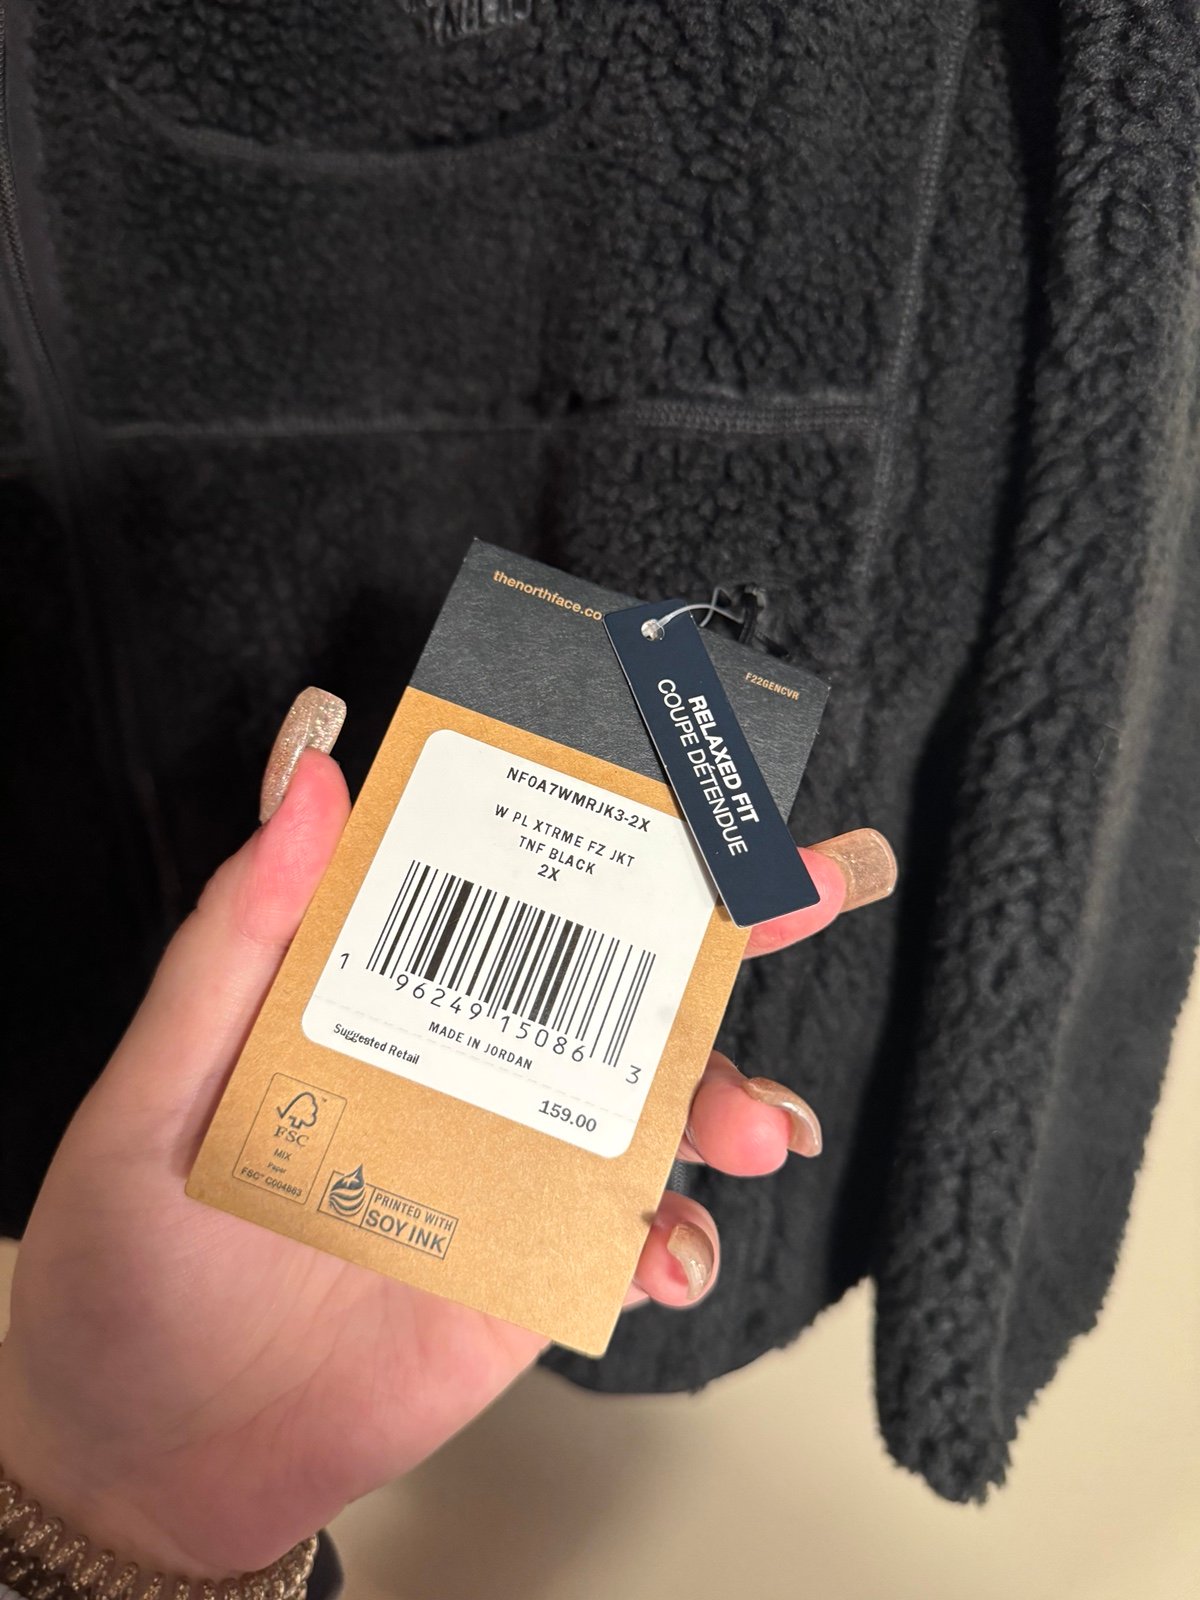 thenorthface.co
F22GENCVR
RELAXED FIT
COUPE DÉTENDUE
NF0A7WMRJK3-2X
W PL XTRME FZ JKT
TNF BLACK
2X
1 96249 15086 3
MADE IN JORDAN
Suggested Retail
159.00
FSC
MIX
Paper
FSC® C004883
PRINTED WITH
SOY INK